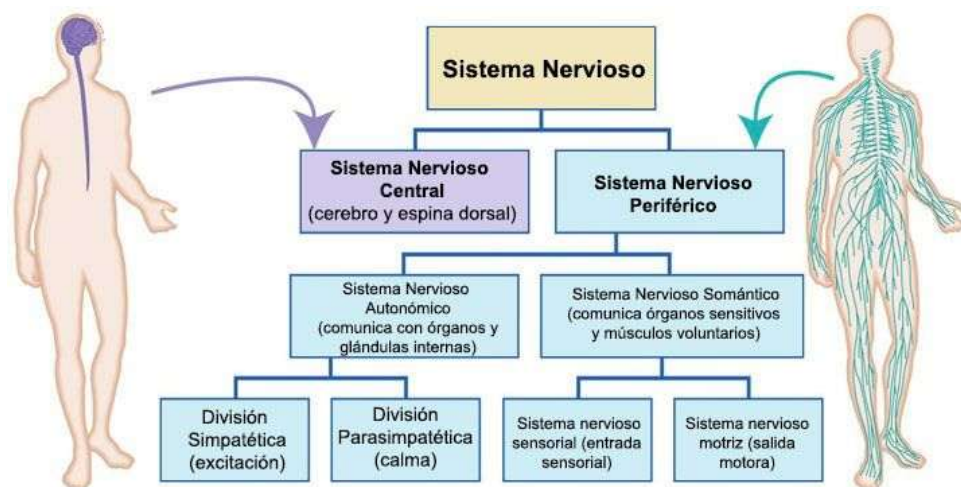 Sistema Nervioso
Sistema Nervioso
Central
(cerebro y espina dorsal)
Sistema Nervioso
Periférico
Sistema Nervioso
Autonómico
(comunica con órganos y
glándulas internas)
Sistema Nervioso Somántico
(comunica órganos sensitivos
y músculos voluntarios)
División
Simpatética
(excitación)
División
Parasimpatética
(calma)
Sistema nervioso
sensorial (entrada
sensorial)
Sistema nervioso
motriz (salida
motora)